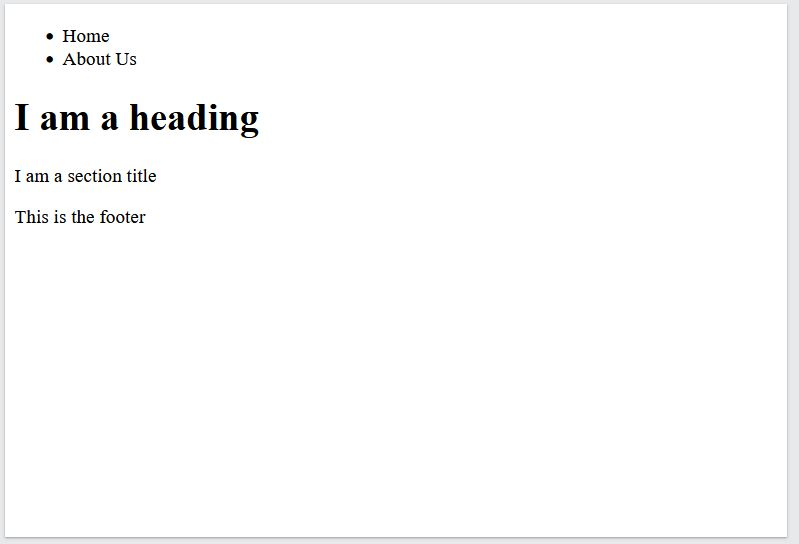 Home
About Us
I am a heading
I am a section title
This is the footer